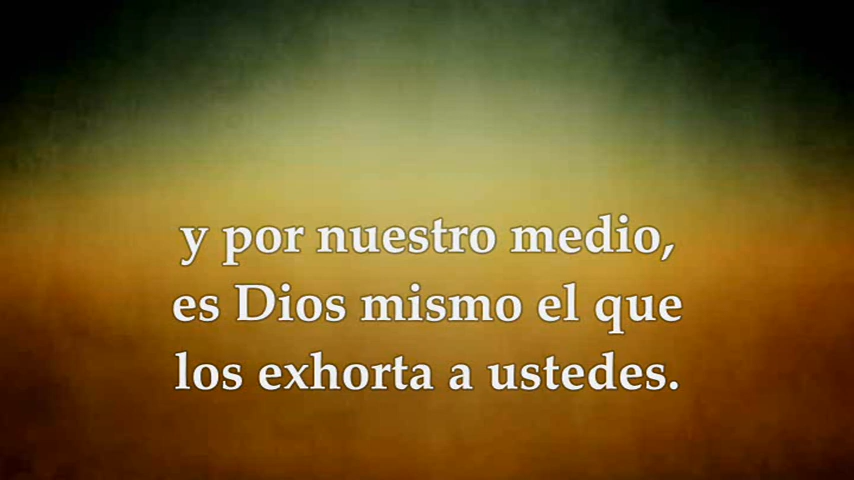 y por nuestro medio,
es Dios mismo el que
los exhorta a ustedes.